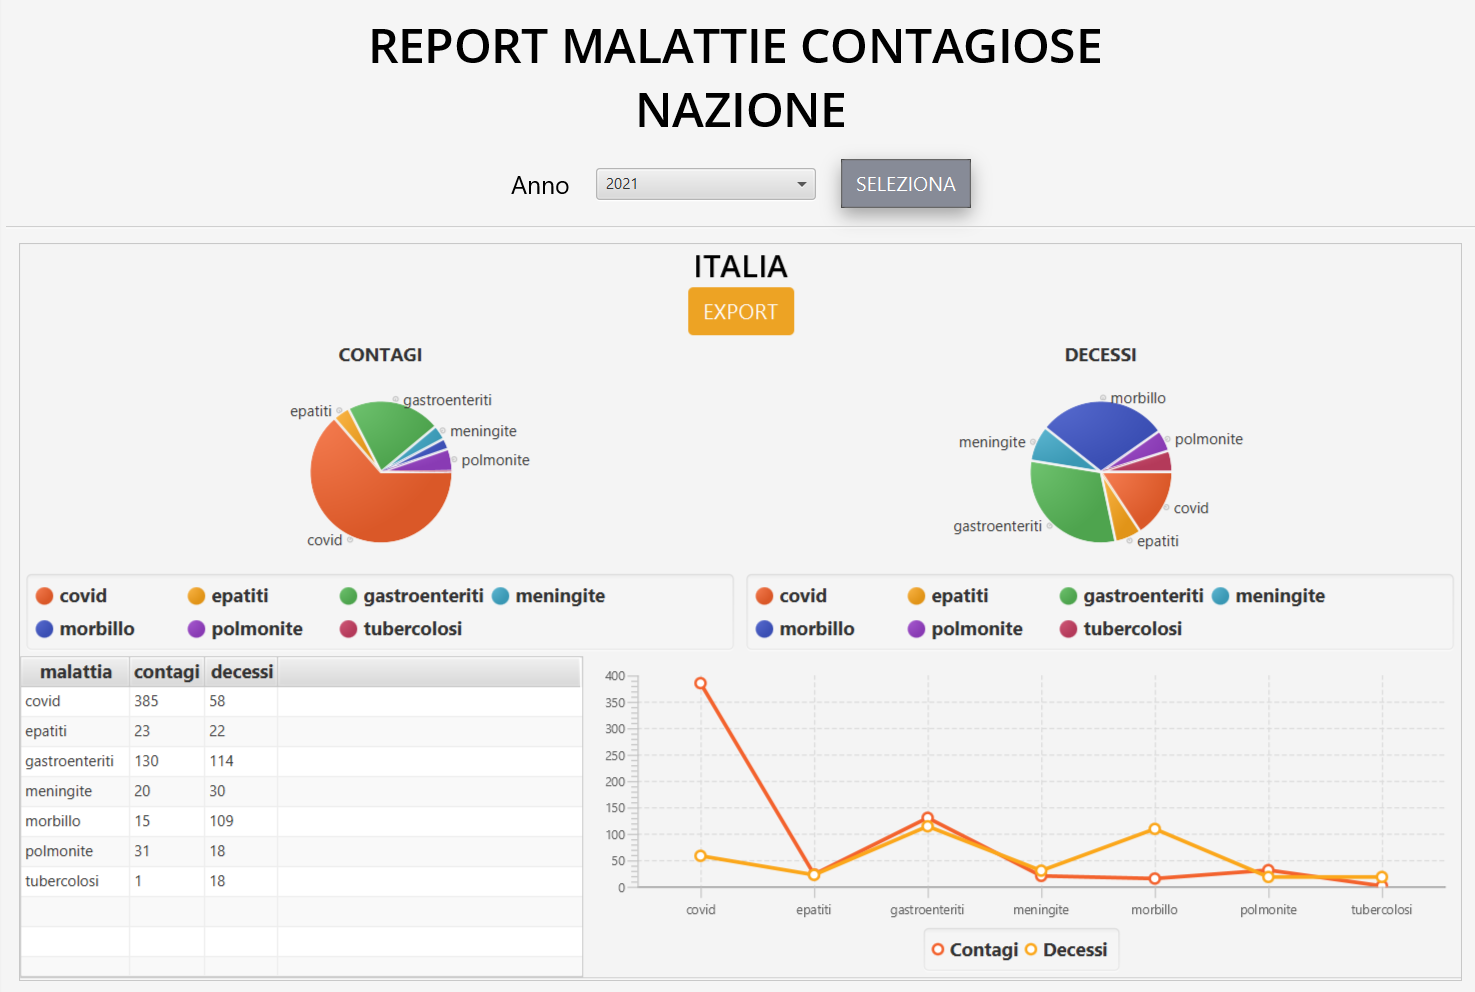 REPORT MALATTIE CONTAGIOSE
NAZIONE
Anno 2021 SELEZIONA
ITALIA
EXPORT
CONTAGI
epatiti
gastroenteriti
meningite
polmonite
covid
DECESSI
morbillo
meningite
polmonite
gastroenteriti
covid
epatiti
covid epatiti gastroenteriti meningite
morbillo polmonite tubercolosi
covid epatiti gastroenteriti meningite
morbillo polmonite tubercolosi
malattia contagi decessi
covid 385 58
epatiti 23 22
gastroenteriti 130 114
meningite 20 30
morbillo 15 109
polmonite 31 18
tubercolosi 1 18
400
350
300
250
200
150
100
50
0
covid epatiti gastroenteriti meningite morbillo polmonite tubercolosi
Contagi Decessi